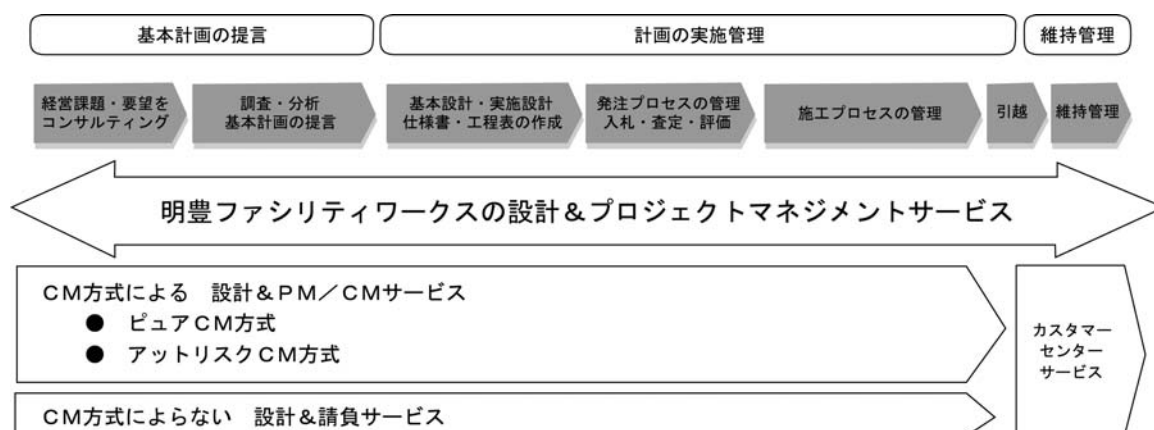 基本計画の提言
計画の実施管理
維持管理
経営課題・要望を
コンサルティング
調査・分析
基本計画の提言
基本設計・実施設計
仕様書・工程表の作成
発注プロセスの管理
入札・査定・評価
施工プロセスの管理
引越
維持管理
明豊ファシリティワークスの設計＆プロジェクトマネジメントサービス
ＣＭ方式による　設計＆ＰＭ／ＣＭサービス
● ピュアＣＭ方式
● アットリスクＣＭ方式
カスタマー
センター
サービス
ＣＭ方式によらない　設計＆請負サービス